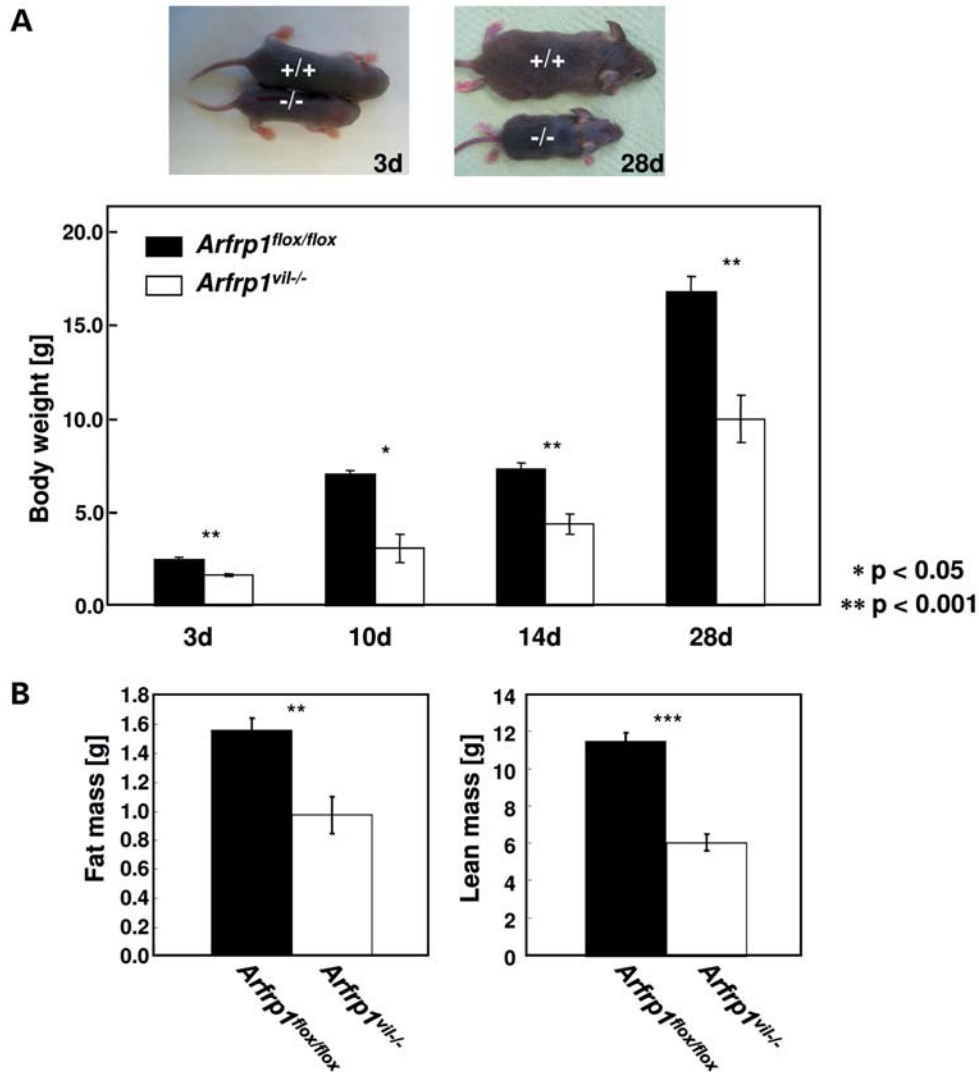 A
+/+
-/-
3d
+/+
-/-
28d
Body weight [g]
20.0
15.0
10.0
5.0
0.0
Arfrp1flox/flox
Arfrp1vil-/-
**
*
**
**
3d 10d 14d 28d
* p < 0.05
** p < 0.001
B
Fat mass [g]
1.8
1.6
1.4
1.2
1.0
0.8
0.6
0.4
0.2
0.0
**
Arfrp1flox/flox
Arfrp1vil-/-
Lean mass [g]
14
12
10
8
6
4
2
0
***
Arfrp1flox/flox
Arfrp1vil-/-